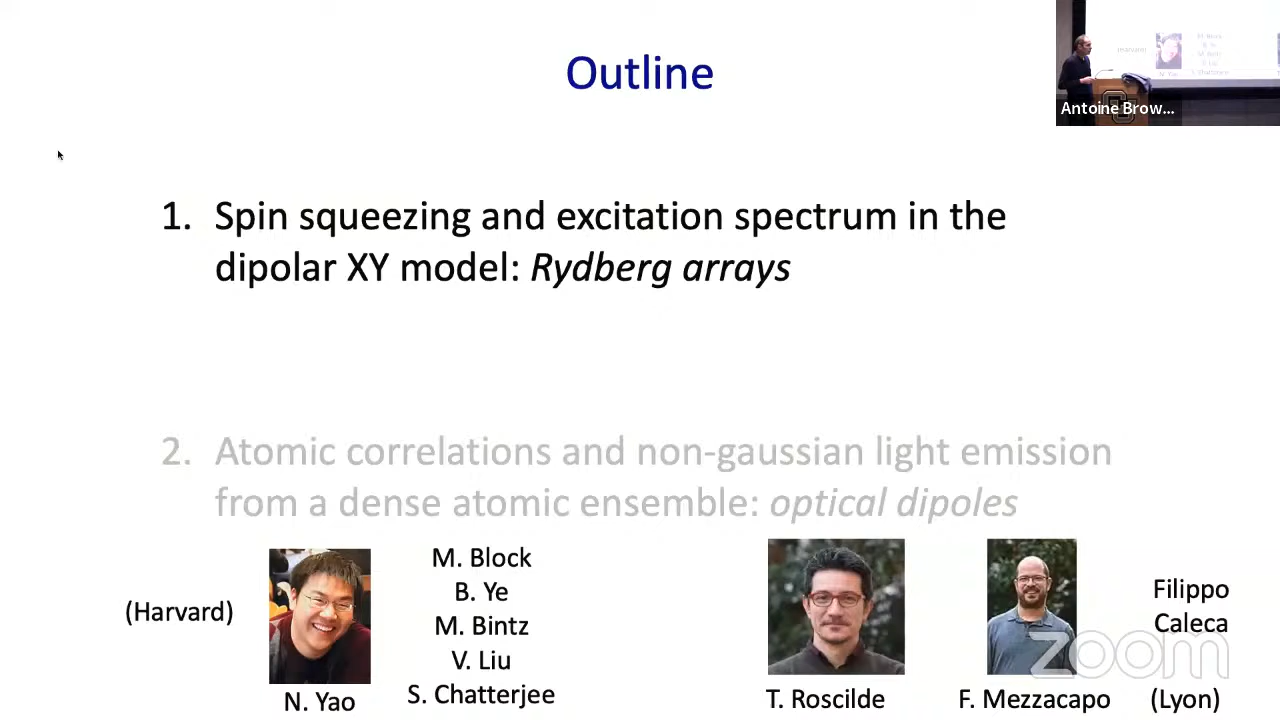 Outline
Antoine Brow...
1. Spin squeezing and excitation spectrum in the
dipolar XY model: Rydberg arrays
2. Atomic correlations and non-gaussian light emission
from a dense atomic ensemble: optical dipoles
(Harvard)
N. Yao
M. Block
B. Ye
M. Bintz
V. Liu
S. Chatterjee
T. Roscilde
F. Mezzacapo
Filippo
Caleca
(Lyon)
zoom